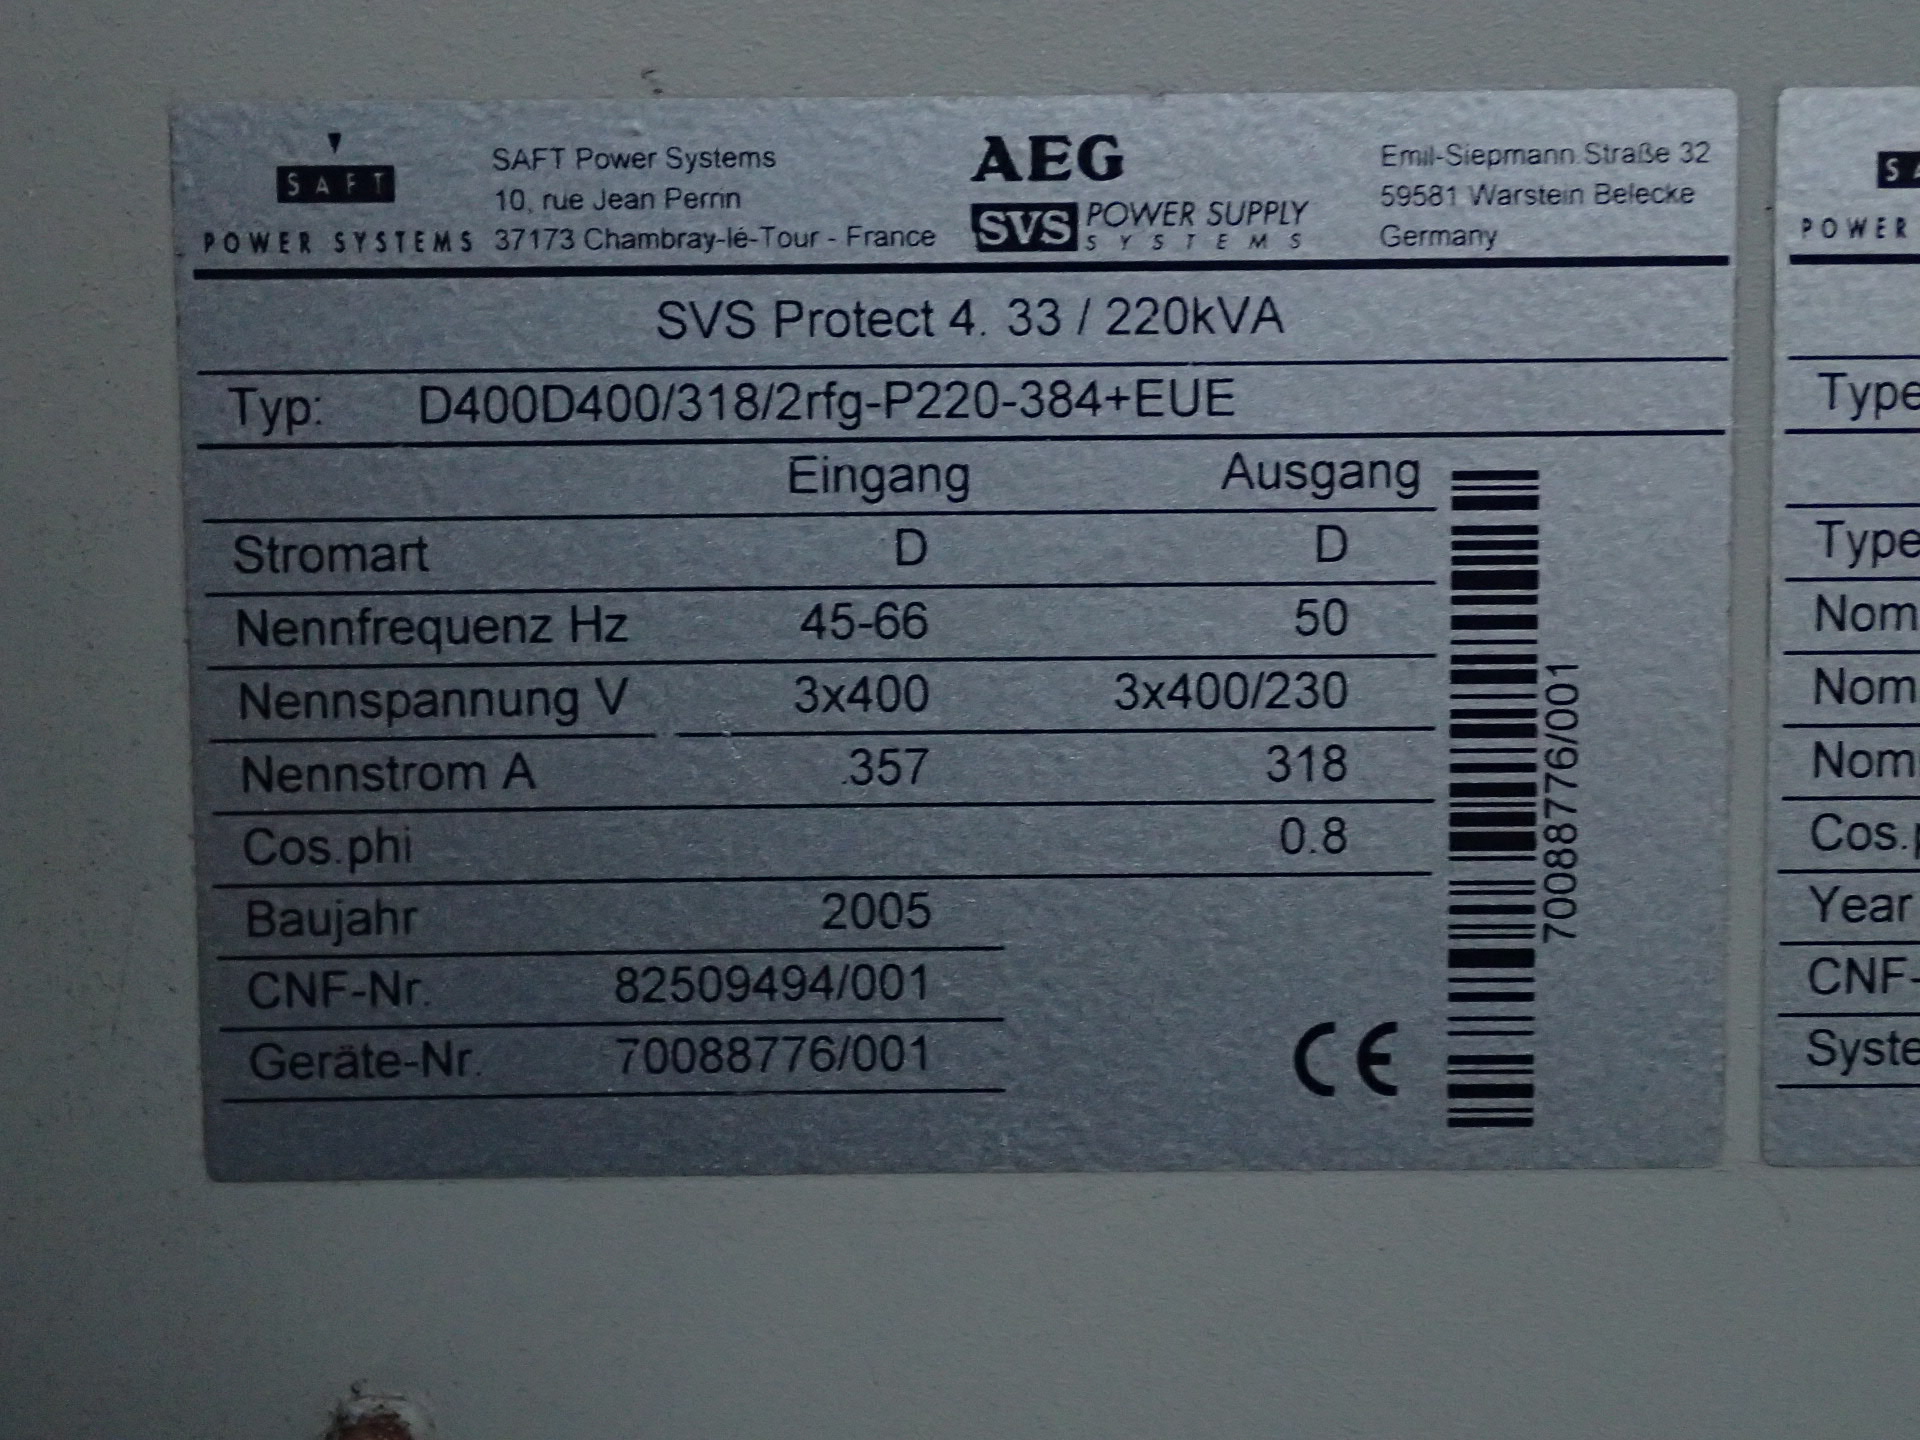 SAFT
POWER SYSTEMS
SAFT Power Systems
10, rue Jean Perrin
37173 Chambray-lé-Tour - France
AEG
SVS POWER SUPPLY
SYSTEMS
Emil-Siepmann.Straße 32
59581 Warstein Belecke
Germany
SVS Protect 4. 33 / 220kVA
Typ: D400D400/318/2rfg-P220-384+EUE
Eingang Ausgang
Stromart D D
Nennfrequenz Hz 45-66 50
Nennspannung V 3x400 3x400/230
Nennstrom A 357 318
Cos.phi 0.8
Baujahr 2005
CNF-Nr. 82509494/001
Geräte-Nr. 70088776/001
CE
70088776/001
POWER
Type
Type
Nom
Nom
Nom
Cos.
Year
CNF-
Syste